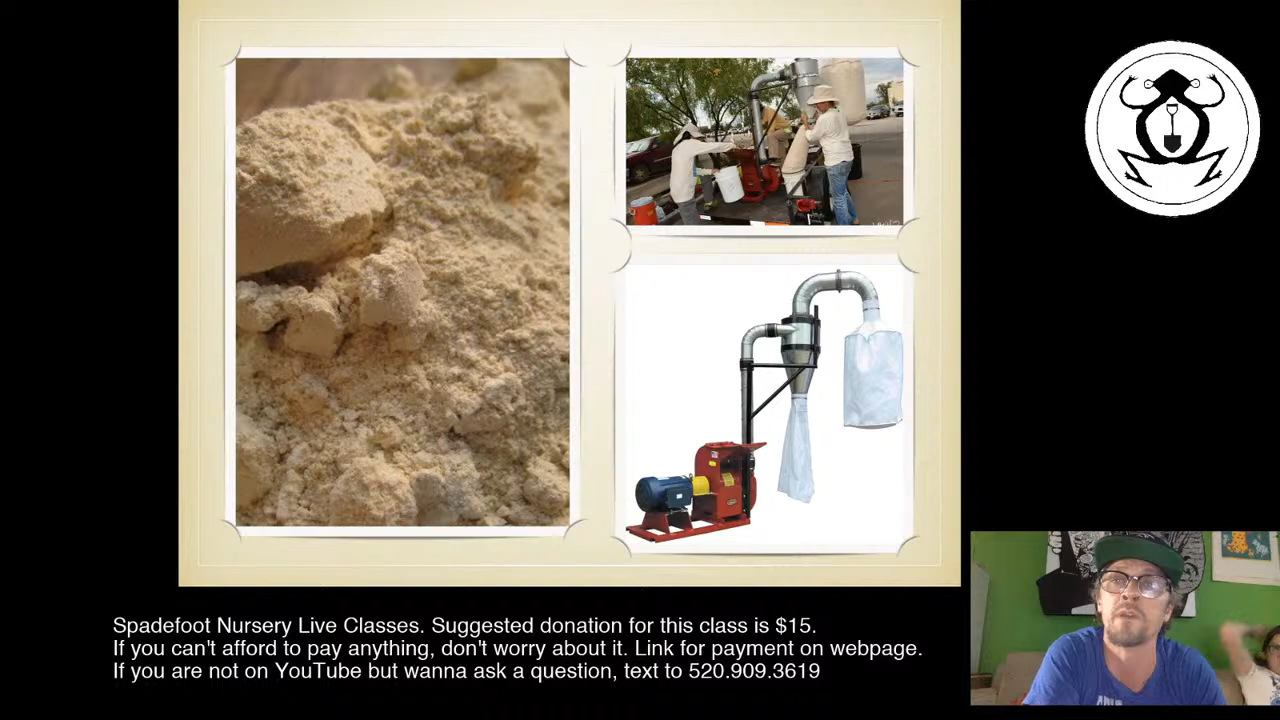 Spadefoot Nursery Live Classes. Suggested donation for this class is $15.
If you can't afford to pay anything, don't worry about it. Link for payment on webpage.
If you are not on YouTube but wanna ask a question, text to 520.909.3619